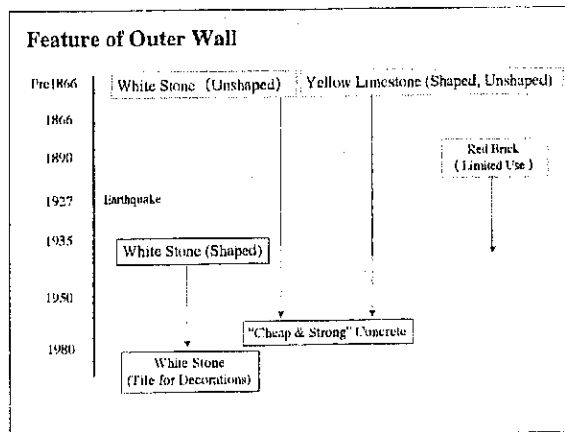 Feature of Outer Wall
Pre1866
White Stone (Unshaped)
Yellow Limestone (Shaped, Unshaped)
1866
1890
Red Brick
(Limited Use)
1927
Earthquake
1935
White Stone (Shaped)
1950
"Cheap & Strong" Concrete
1980
White Stone
(Tile for Decorations)